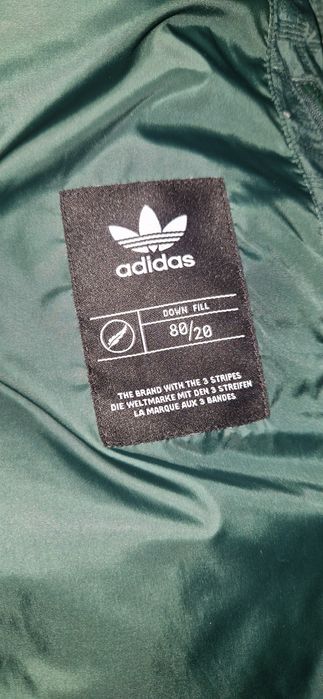 adidas
DOWN FILL
80/20
THE BRAND WITH THE 3 STRIPES
DIE WELTMARKE MIT DEN 3 STREIFEN
LA MARQUE AUX 3 BANDES